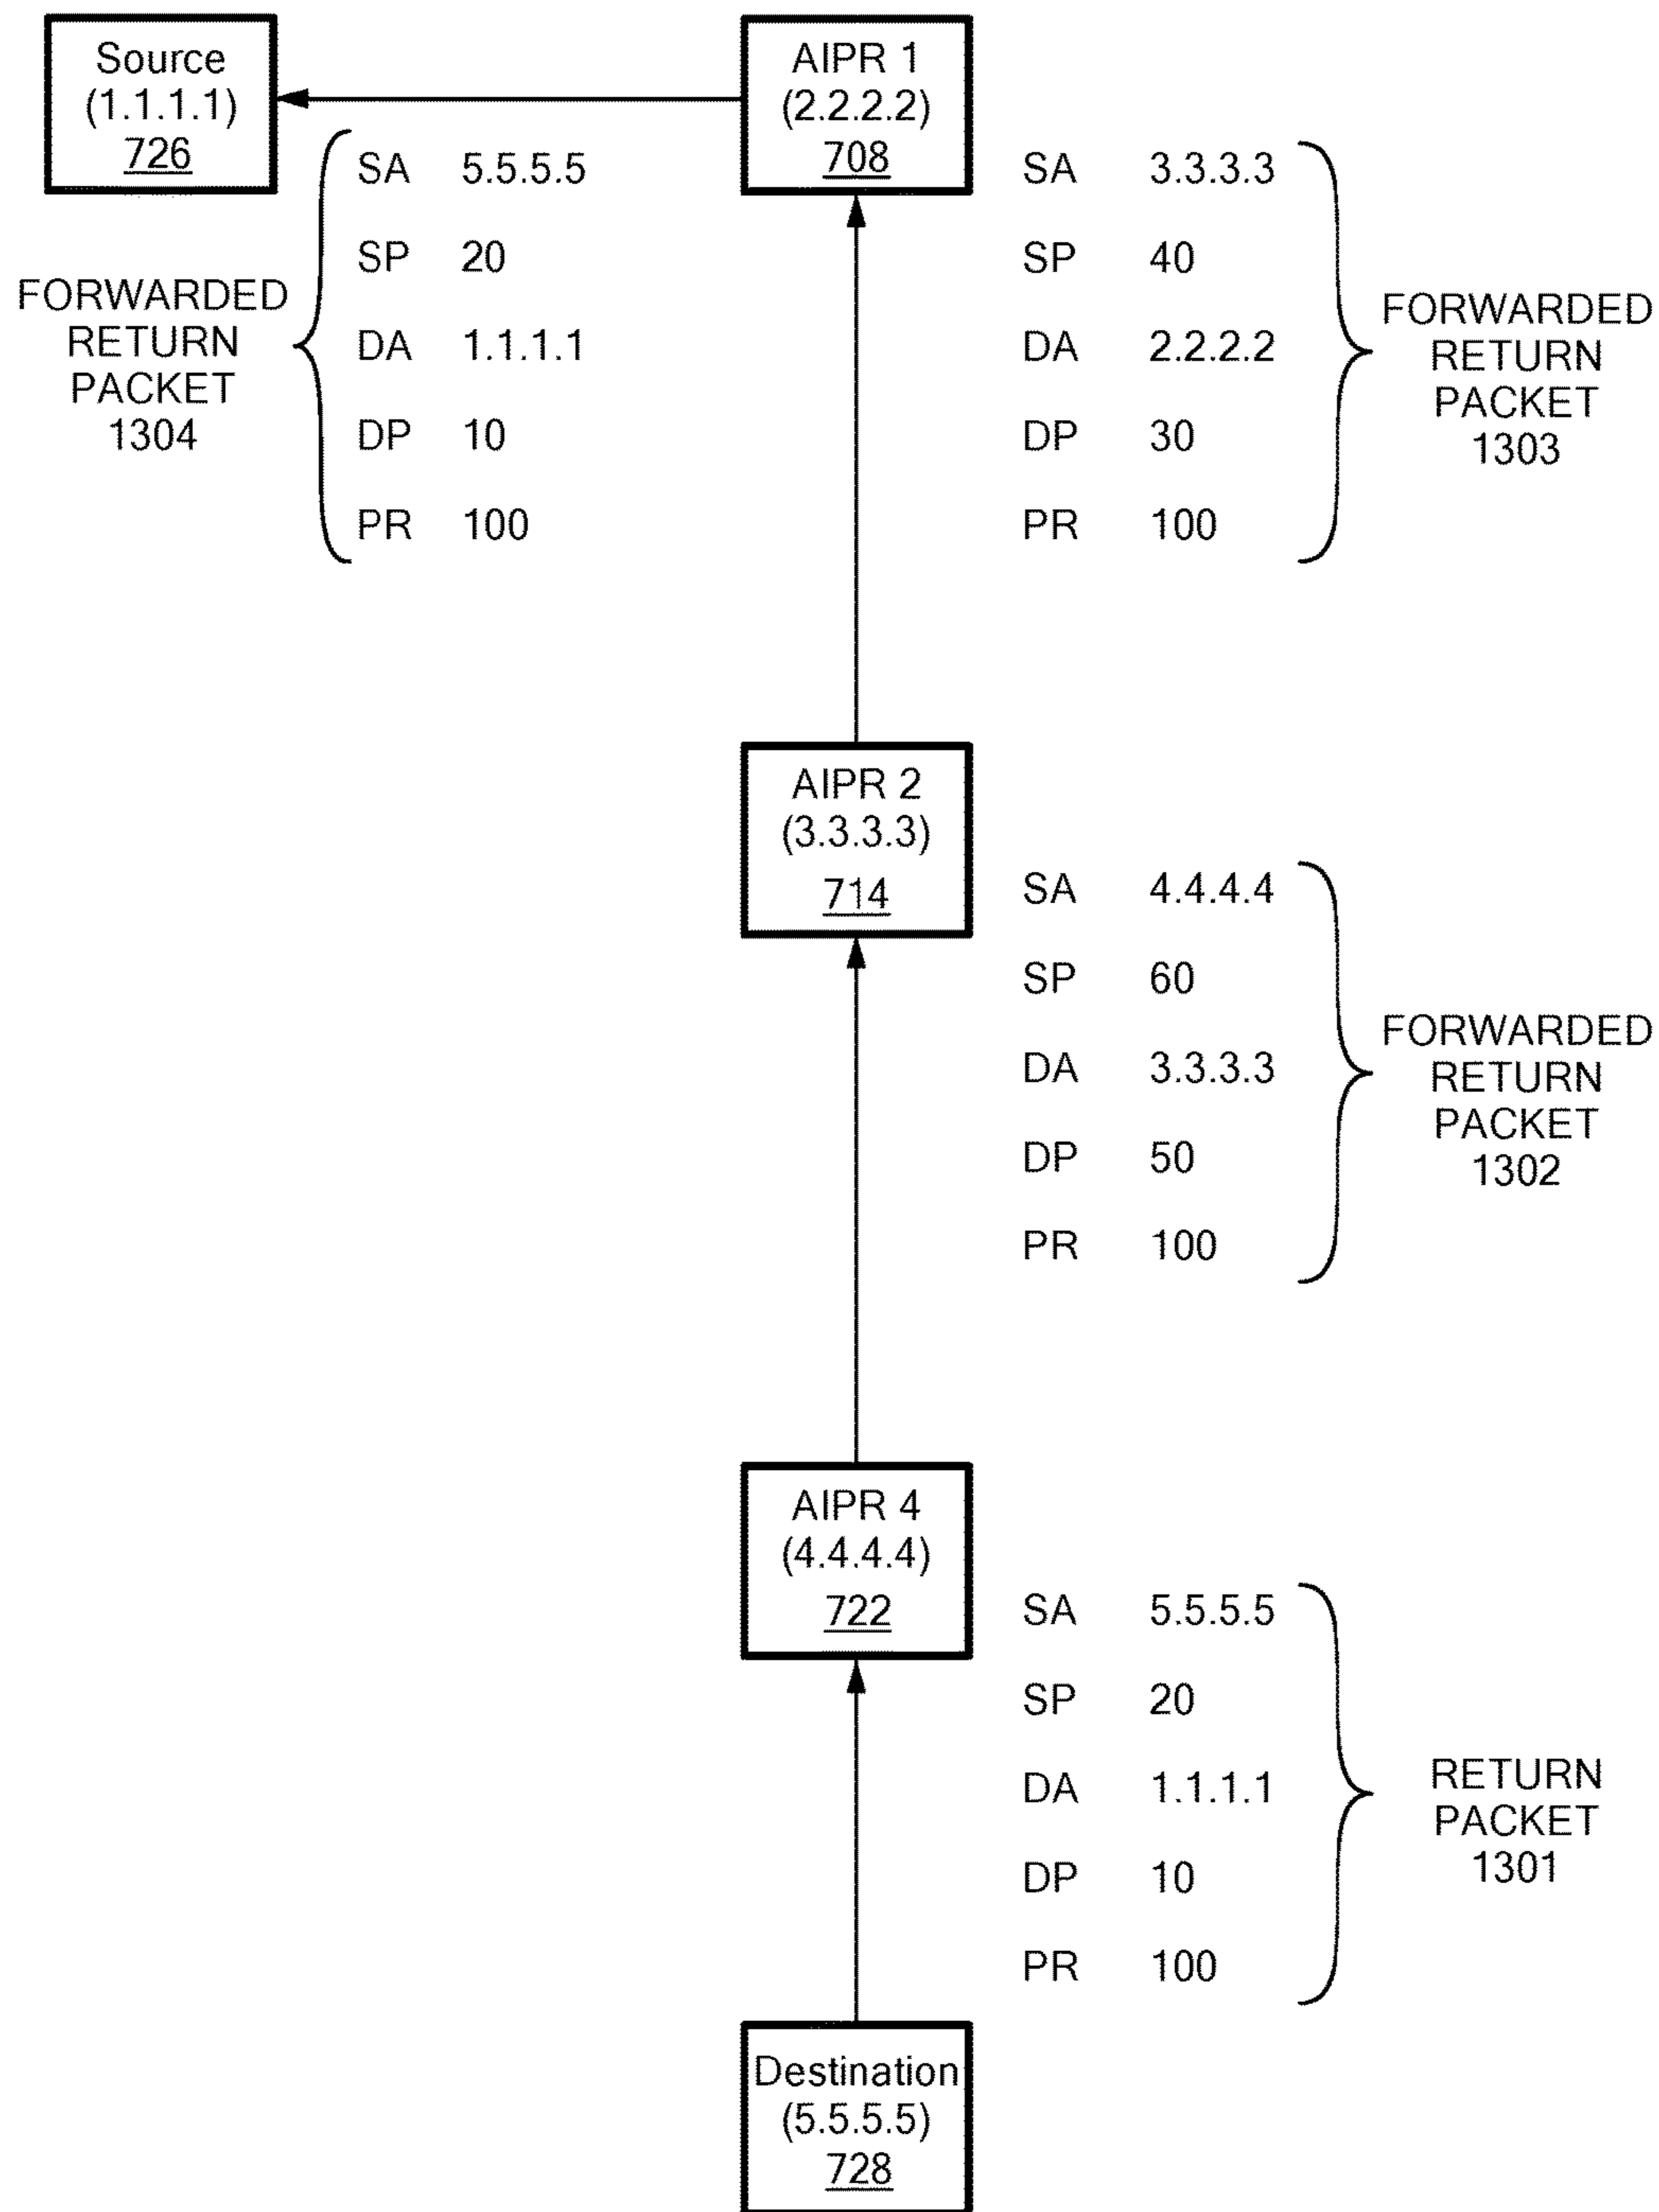 Source
(1.1.1.1)
726
AIPR 1
(2.2.2.2)
708
FORWARDED
RETURN
PACKET
1304
SA 5.5.5.5
SP 20
DA 1.1.1.1
DP 10
PR 100
SA 3.3.3.3
SP 40
DA 2.2.2.2
DP 30
PR 100
FORWARDED
RETURN
PACKET
1303
AIPR 2
(3.3.3.3)
714
SA 4.4.4.4
SP 60
DA 3.3.3.3
DP 50
PR 100
FORWARDED
RETURN
PACKET
1302
AIPR 4
(4.4.4.4)
722
SA 5.5.5.5
SP 20
DA 1.1.1.1
DP 10
PR 100
RETURN
PACKET
1301
Destination
(5.5.5.5)
728